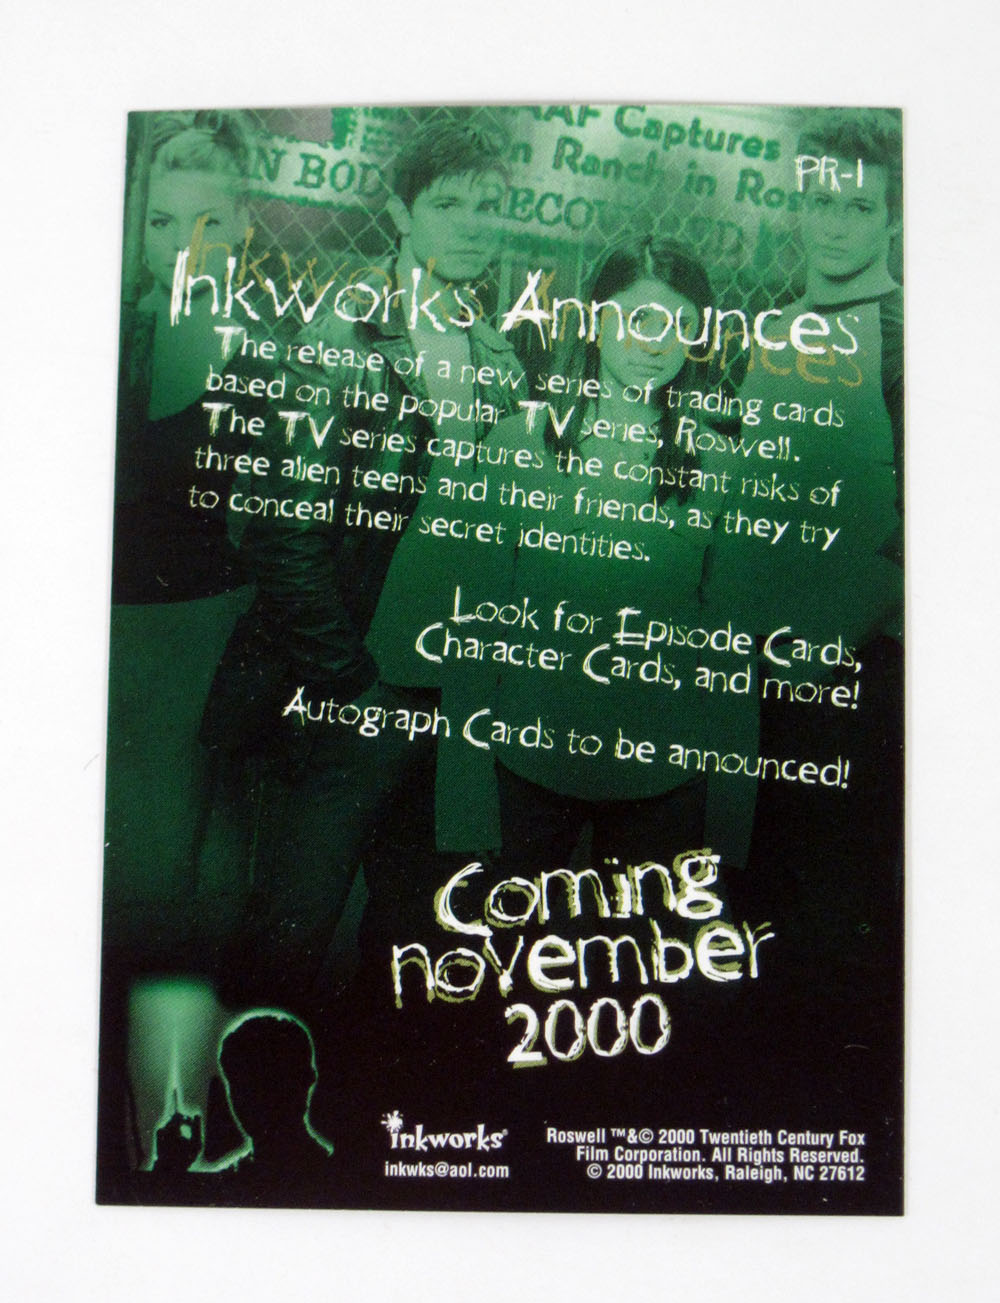 AAF Captures
N BOD
n Ranch in Ros
RECO
PR-1
Inkworks Announces
The release of a new series of trading cards
based on the popular TV series, Roswell.
The TV series captures the constant risks of
three alien teens and their friends, as they try
to conceal their secret identities.
Look for Episode Cards,
Character Cards, and more!
Autograph Cards to be announced!
Coming
november
2000
inkworks®
inkwks@aol.com
Roswell ™&© 2000 Twentieth Century Fox
Film Corporation. All Rights Reserved.
© 2000 Inkworks, Raleigh, NC 27612